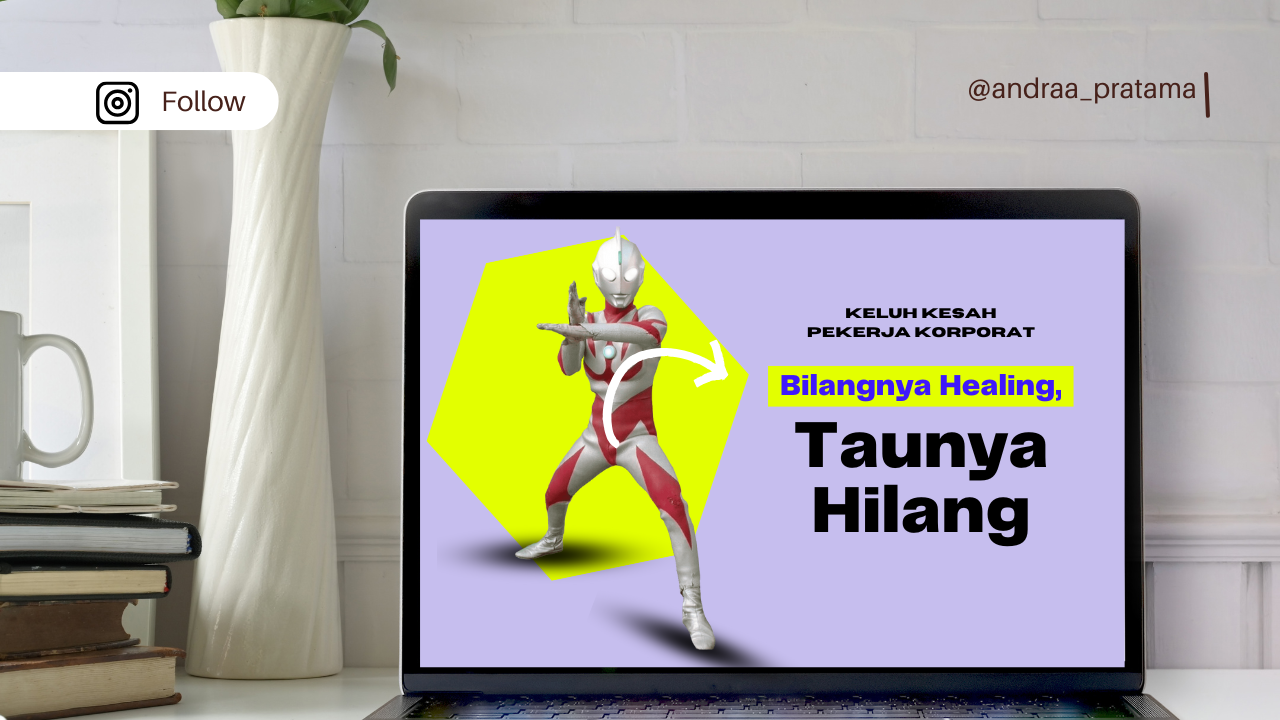 Follow
@andraa_pratama
KELUH KESAH
PEKERJA KORPORAT
Bilangnya Healing,
Taunya
Hilang